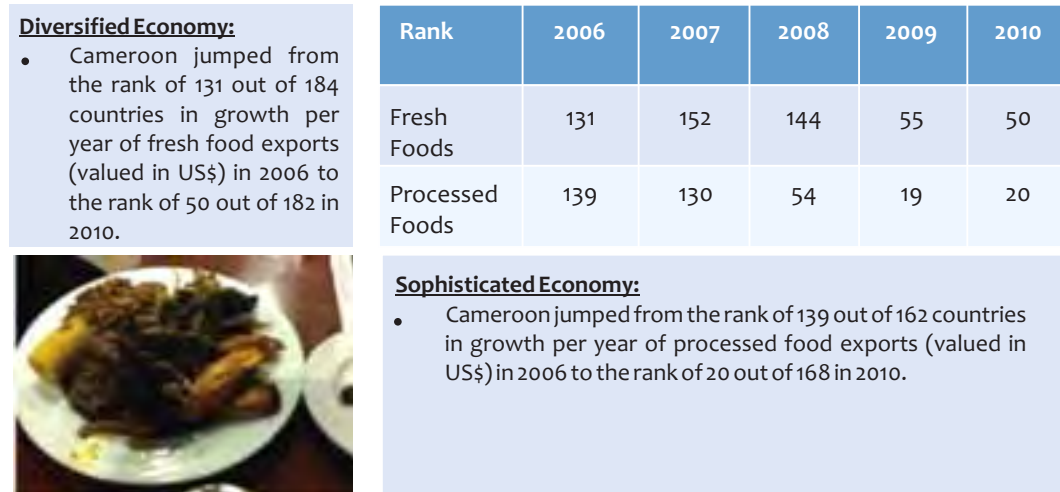 Diversified Economy:
• Cameroon jumped from
the rank of 131 out of 184
countries in growth per
year of fresh food exports
(valued in US$) in 2006 to
the rank of 50 out of 182 in
2010.
Rank 2006 2007 2008 2009 2010
Fresh
Foods 131 152 144 55 50
Processed
Foods 139 130 54 19 20
Sophisticated Economy:
• Cameroon jumped from the rank of 139 out of 162 countries
in growth per year of processed food exports (valued in
US$) in 2006 to the rank of 20 out of 168 in 2010.